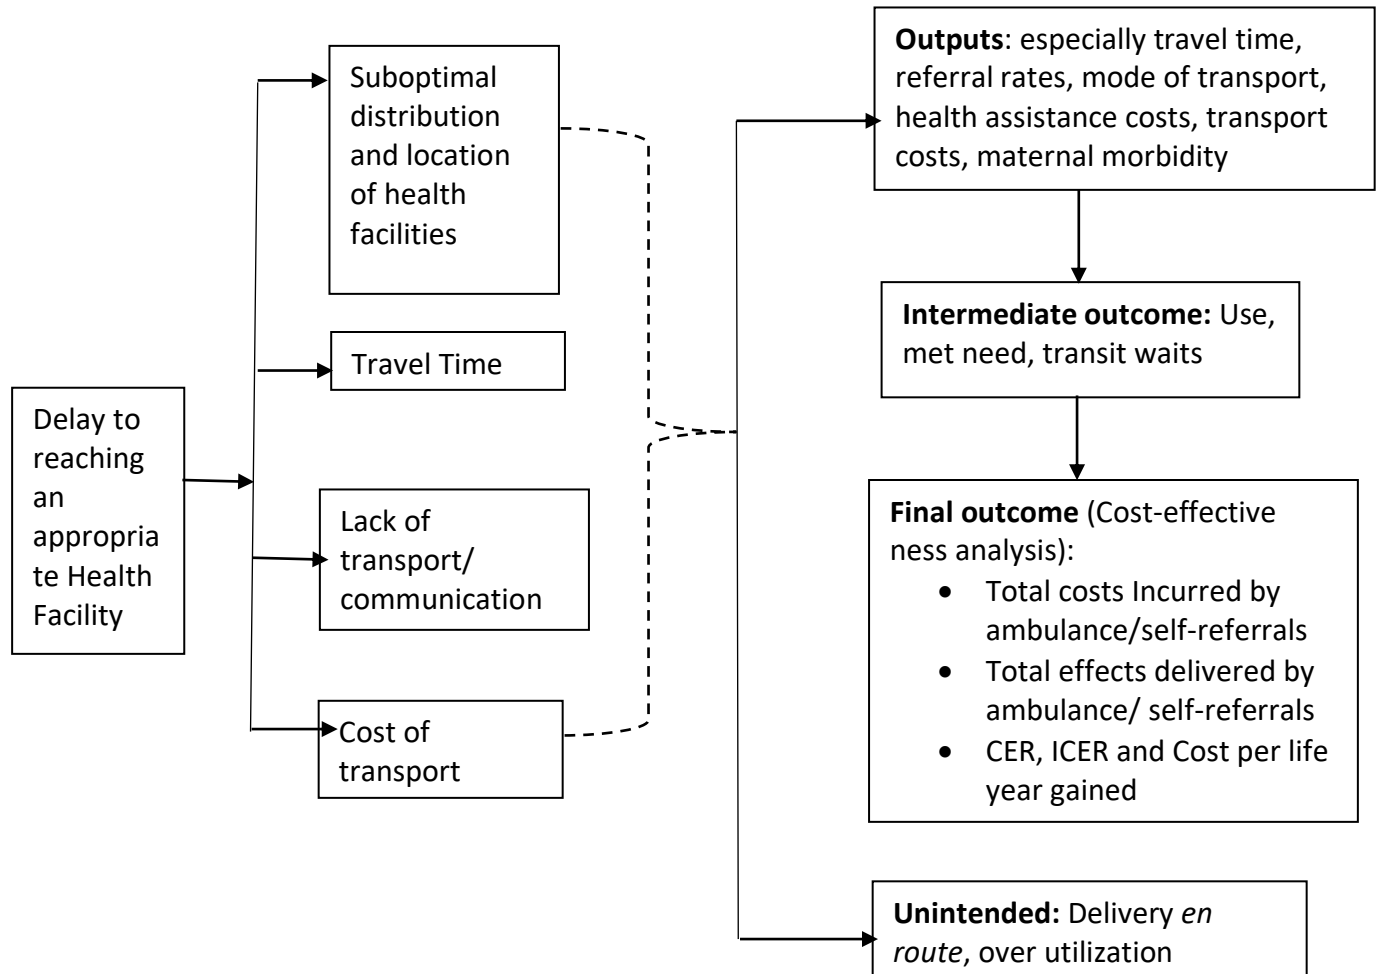 Delay to
reaching
an
appropria
te Health
Facility
Suboptimal
distribution
and location
of health
facilities
Travel Time
Lack of
transport/
communication
Cost of
transport
Outputs: especially travel time,
referral rates, mode of transport,
health assistance costs, transport
costs, maternal morbidity
Intermediate outcome: Use,
met need, transit waits
Final outcome (Cost-effective
ness analysis):
• Total costs Incurred by
ambulance/self-referrals
• Total effects delivered by
ambulance/ self-referrals
• CER, ICER and Cost per life
year gained
Unintended: Delivery en
route, over utilization